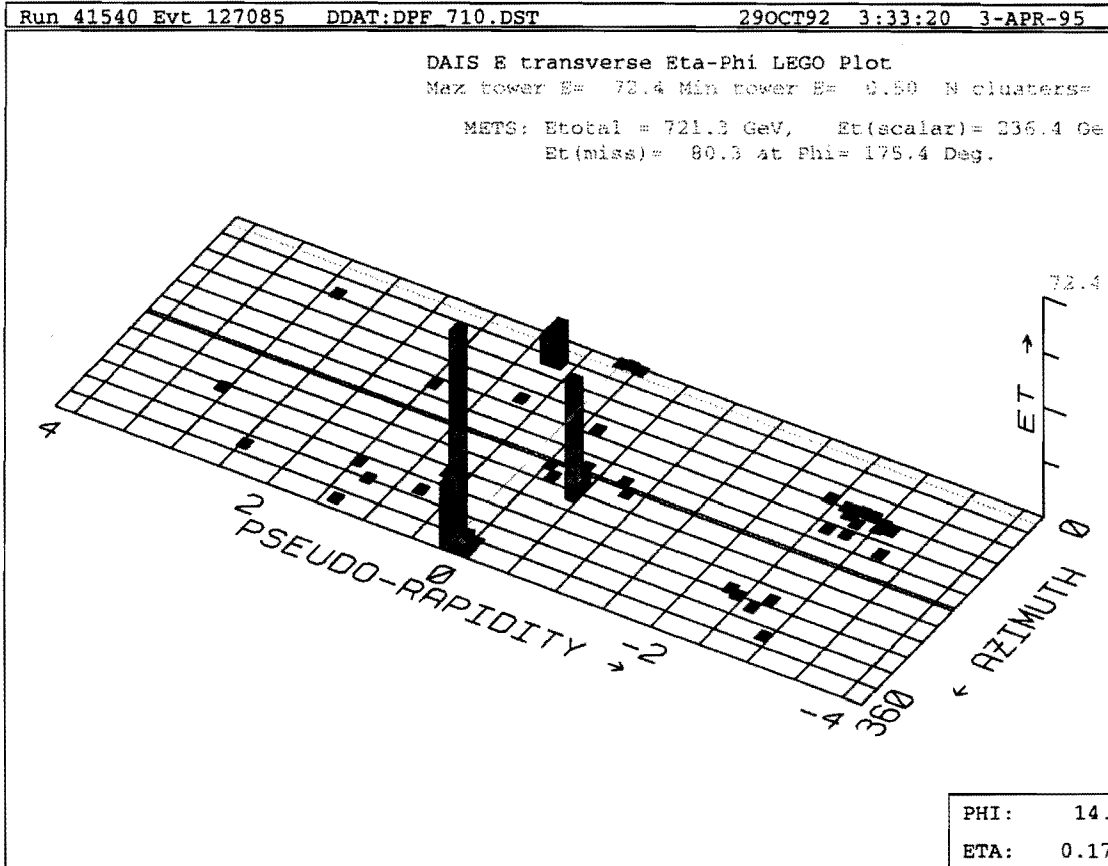 Run 41540 Evt 127085 DDAT:DPF_710.DST 29OCT92 3:33:20 3-APR-95
DAIS E transverse Eta-Phi LEGO Plot
Max tower E= 72.4 Min tower E= 0.50 N clusters=
METS: Etotal = 721.3 GeV, Et(scalar)= 236.4 Ge
Et(miss)= 80.3 at Phi= 175.4 Deg.
72.4
ET →
4
2
0
-2
-4
PSEUDO-RAPIDITY →
0
← AZIMUTH
360
PHI: 14.
ETA: 0.17